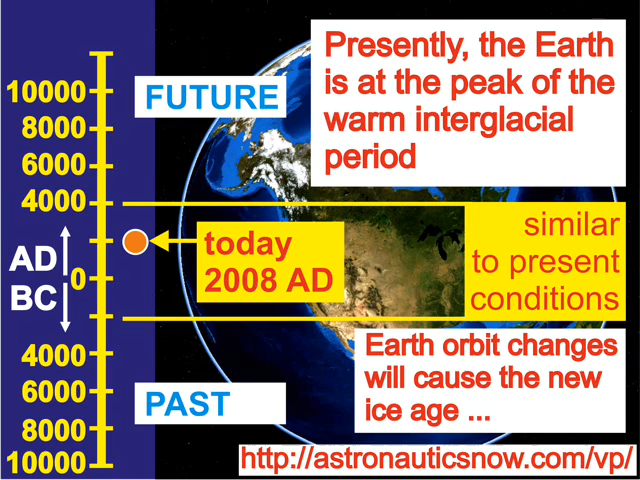 Presently, the Earth
is at the peak of the
warm interglacial
period
FUTURE
10000
8000
6000
4000
AD
0
BC
4000
6000
8000
10000
today
2008 AD
similar
to present
conditions
Earth orbit changes
will cause the new
ice age ...
PAST
http://astronauticsnow.com/vp/